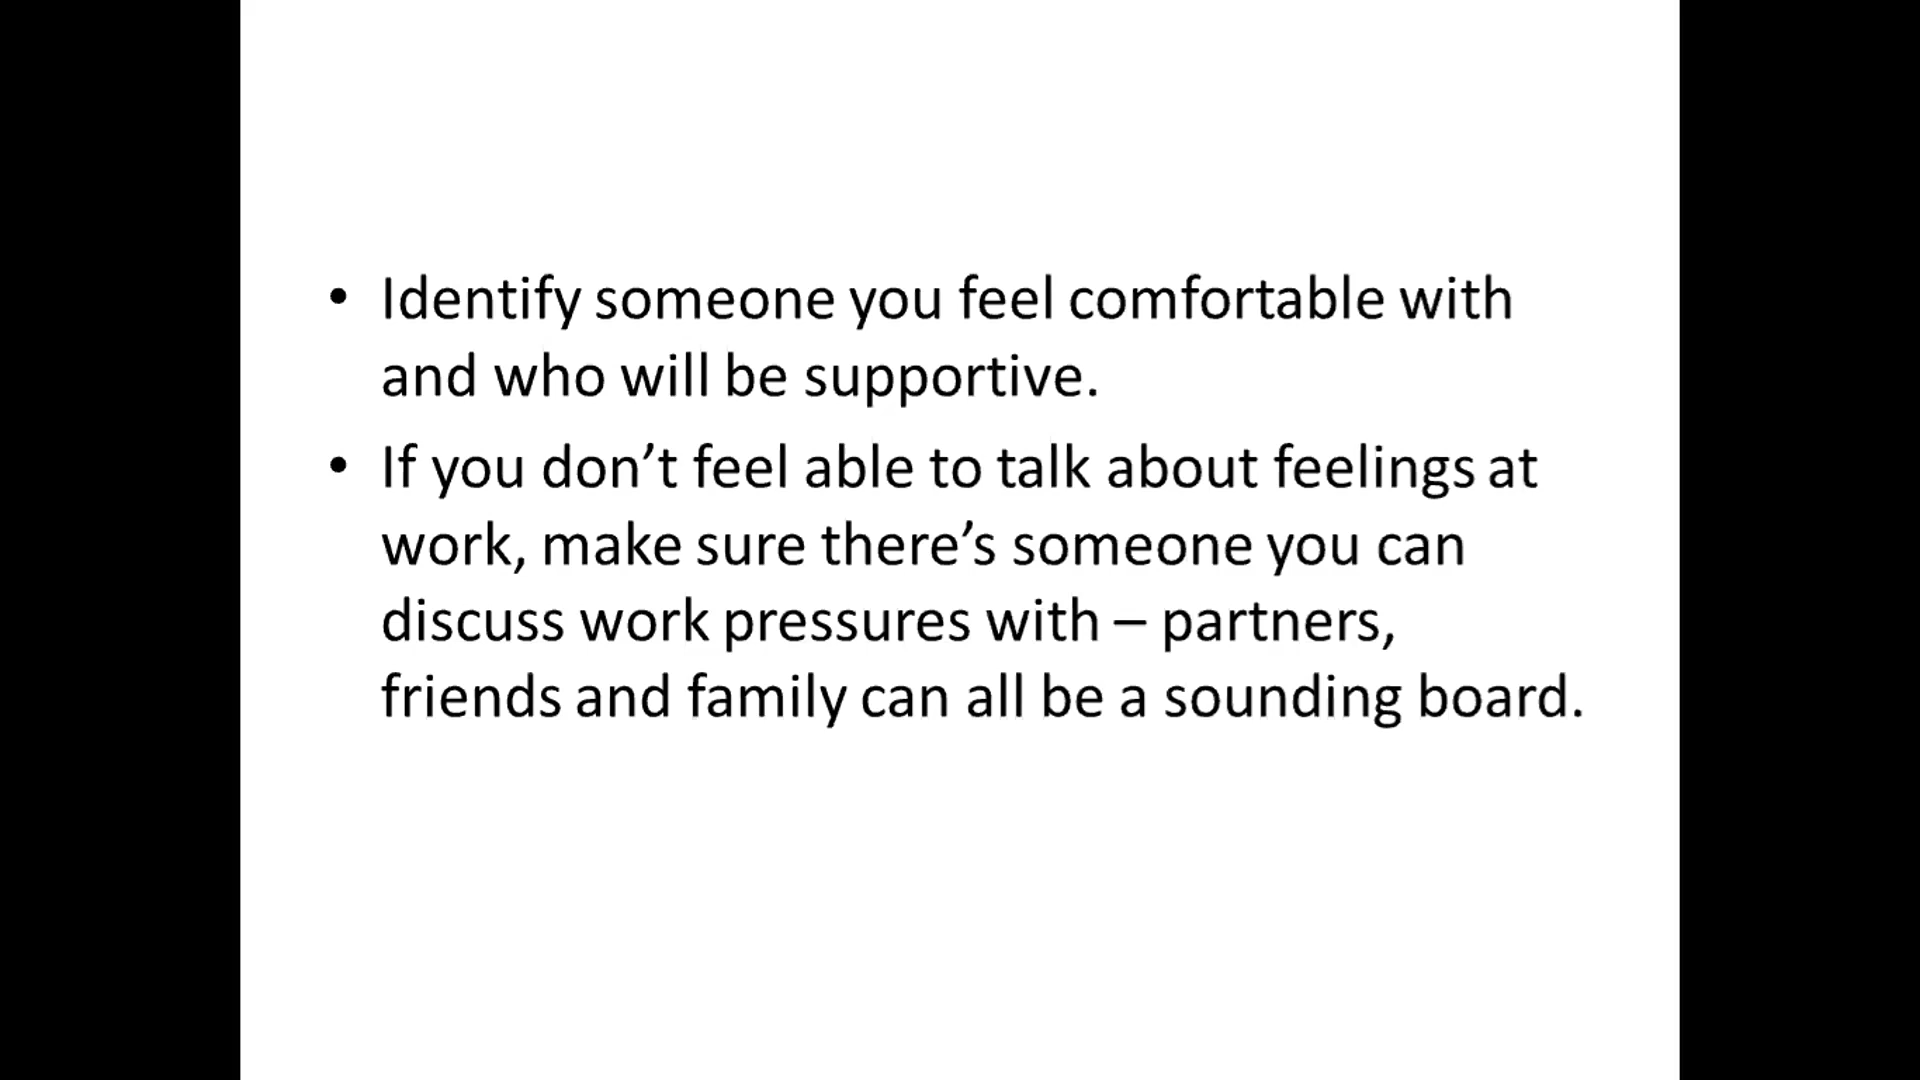 • Identify someone you feel comfortable with
and who will be supportive.
• If you don’t feel able to talk about feelings at
work, make sure there’s someone you can
discuss work pressures with – partners,
friends and family can all be a sounding board.